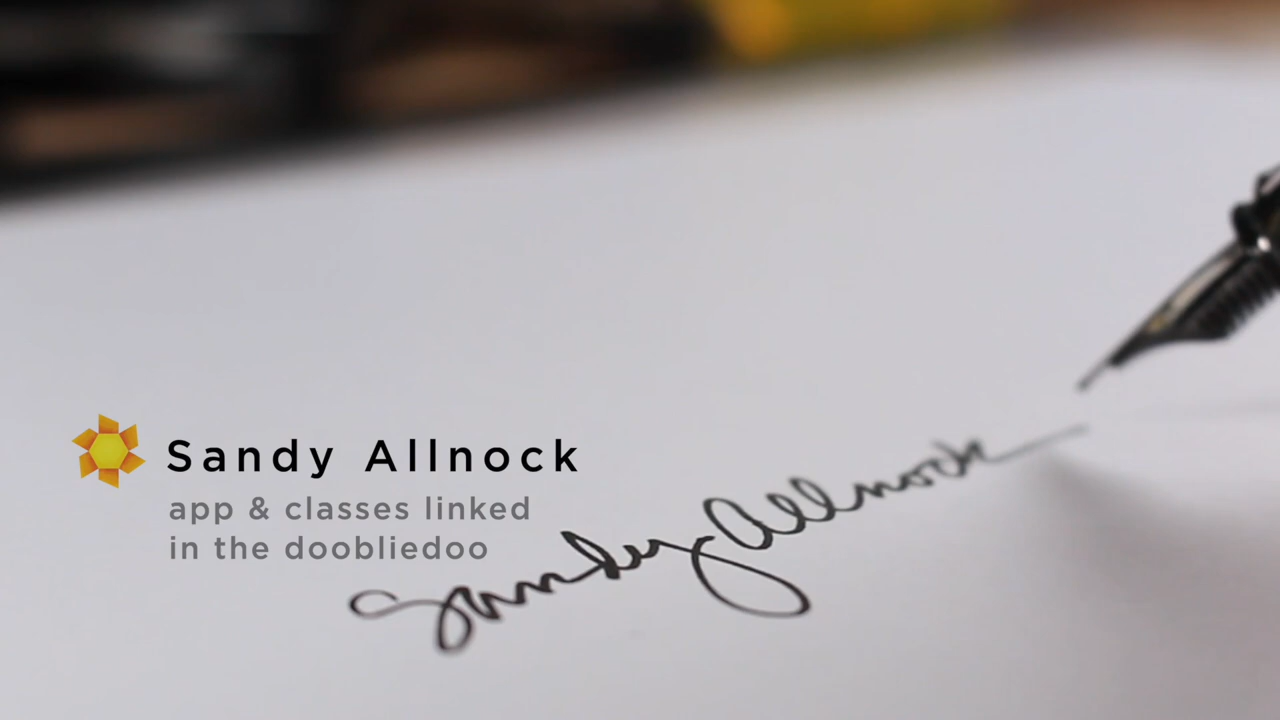 Sandy Allnock
app & classes linked
in the doobliedoo
Sandy Allnock